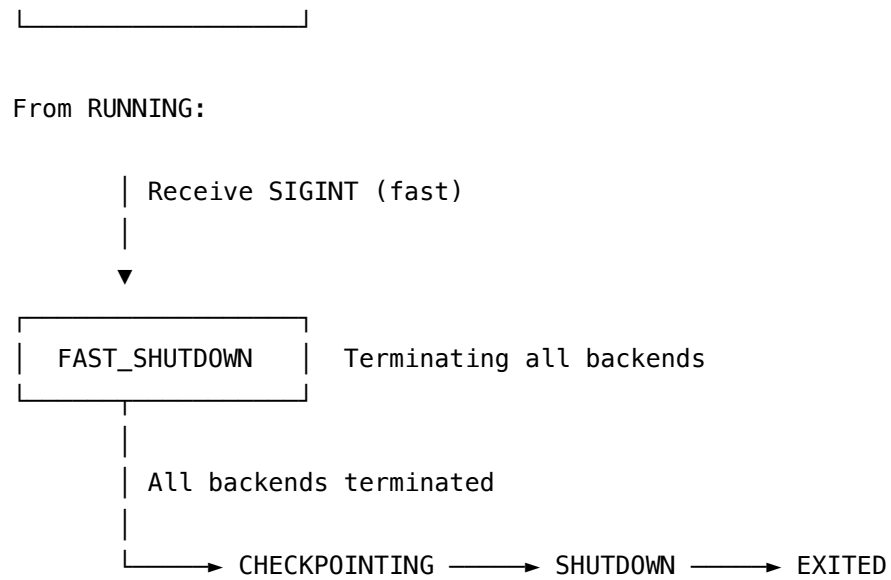 From RUNNING:
Receive SIGINT (fast)
FAST_SHUTDOWN Terminating all backends
All backends terminated
CHECKPOINTING SHUTDOWN EXITED